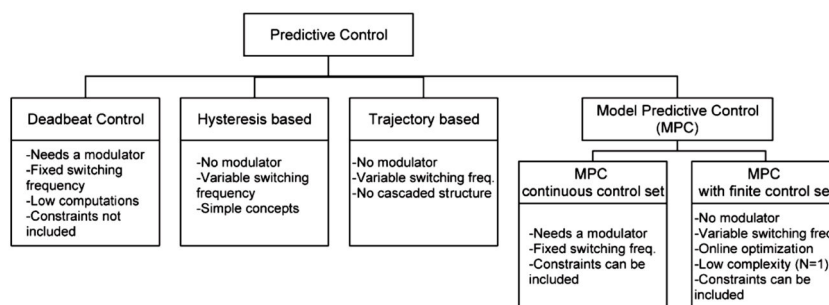 Predictive Control
Deadbeat Control
-Needs a modulator
-Fixed switching
frequency
-Low computations
-Constraints not
included
Hysteresis based
-No modulator
-Variable switching
frequency
-Simple concepts
Trajectory based
-No modulator
-Variable switching freq.
-No cascaded structure
Model Predictive Control
(MPC)
MPC
continuous control set
-Needs a modulator
-Fixed switching freq.
-Constraints can be
included
MPC
with finite control se
-No modulator
-Variable switching fre
-Online optimization
-Low complexity (N=1)
-Constraints can be
included